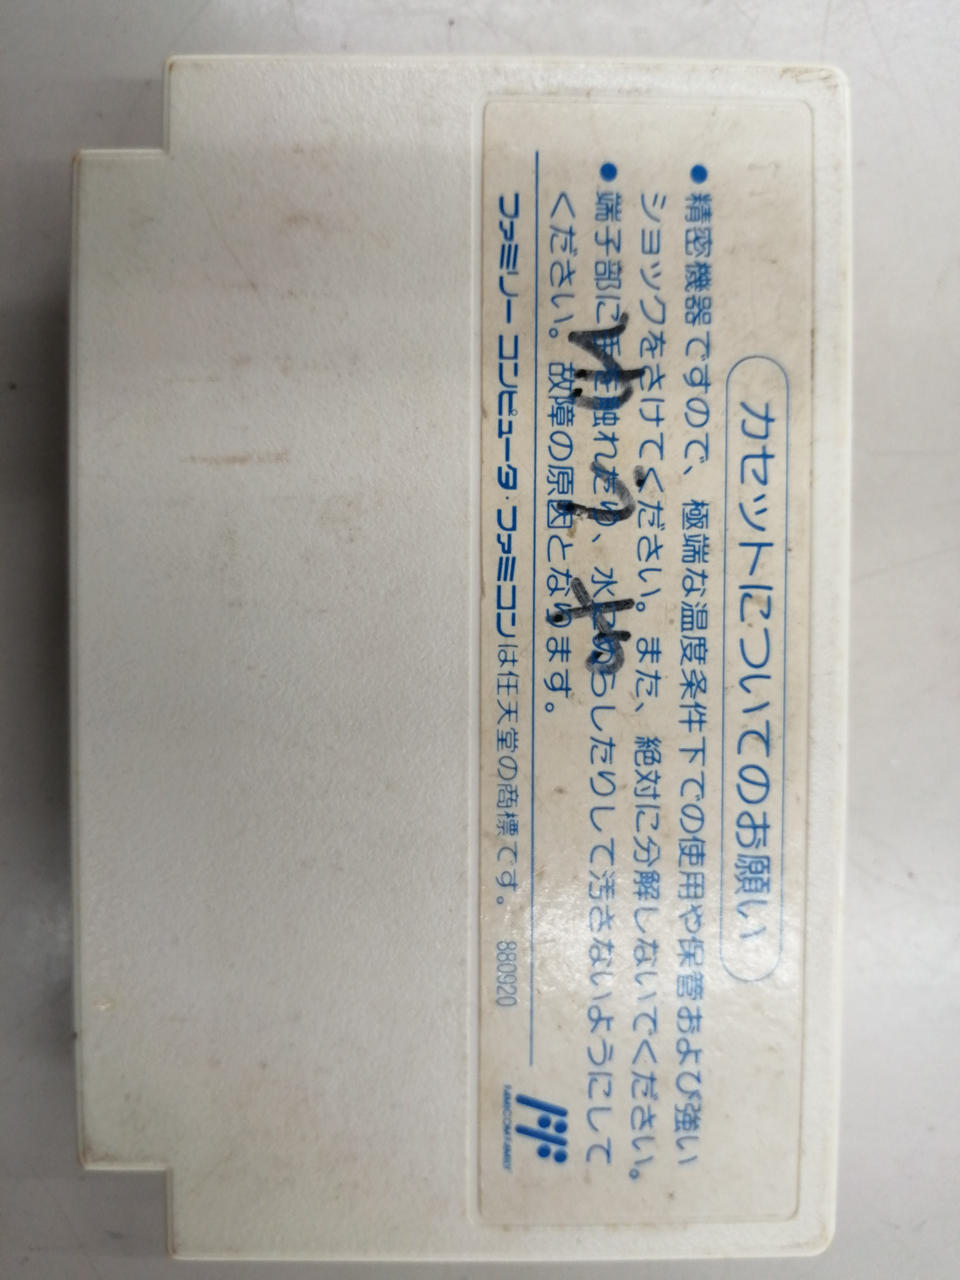 カセットについてのお願い
●精密機器ですので、極端な温度条件下での使用や保管および強い
ショックをさけてください。また、絶対に分解しないでください。
●端子部に手を触れたり、水でぬらしたりして汚さないようにして
ください。故障の原因となります。
ファミリー コンピュータ・ファミコンは任天堂の商標です。 880920
FAMICOM FAMILY